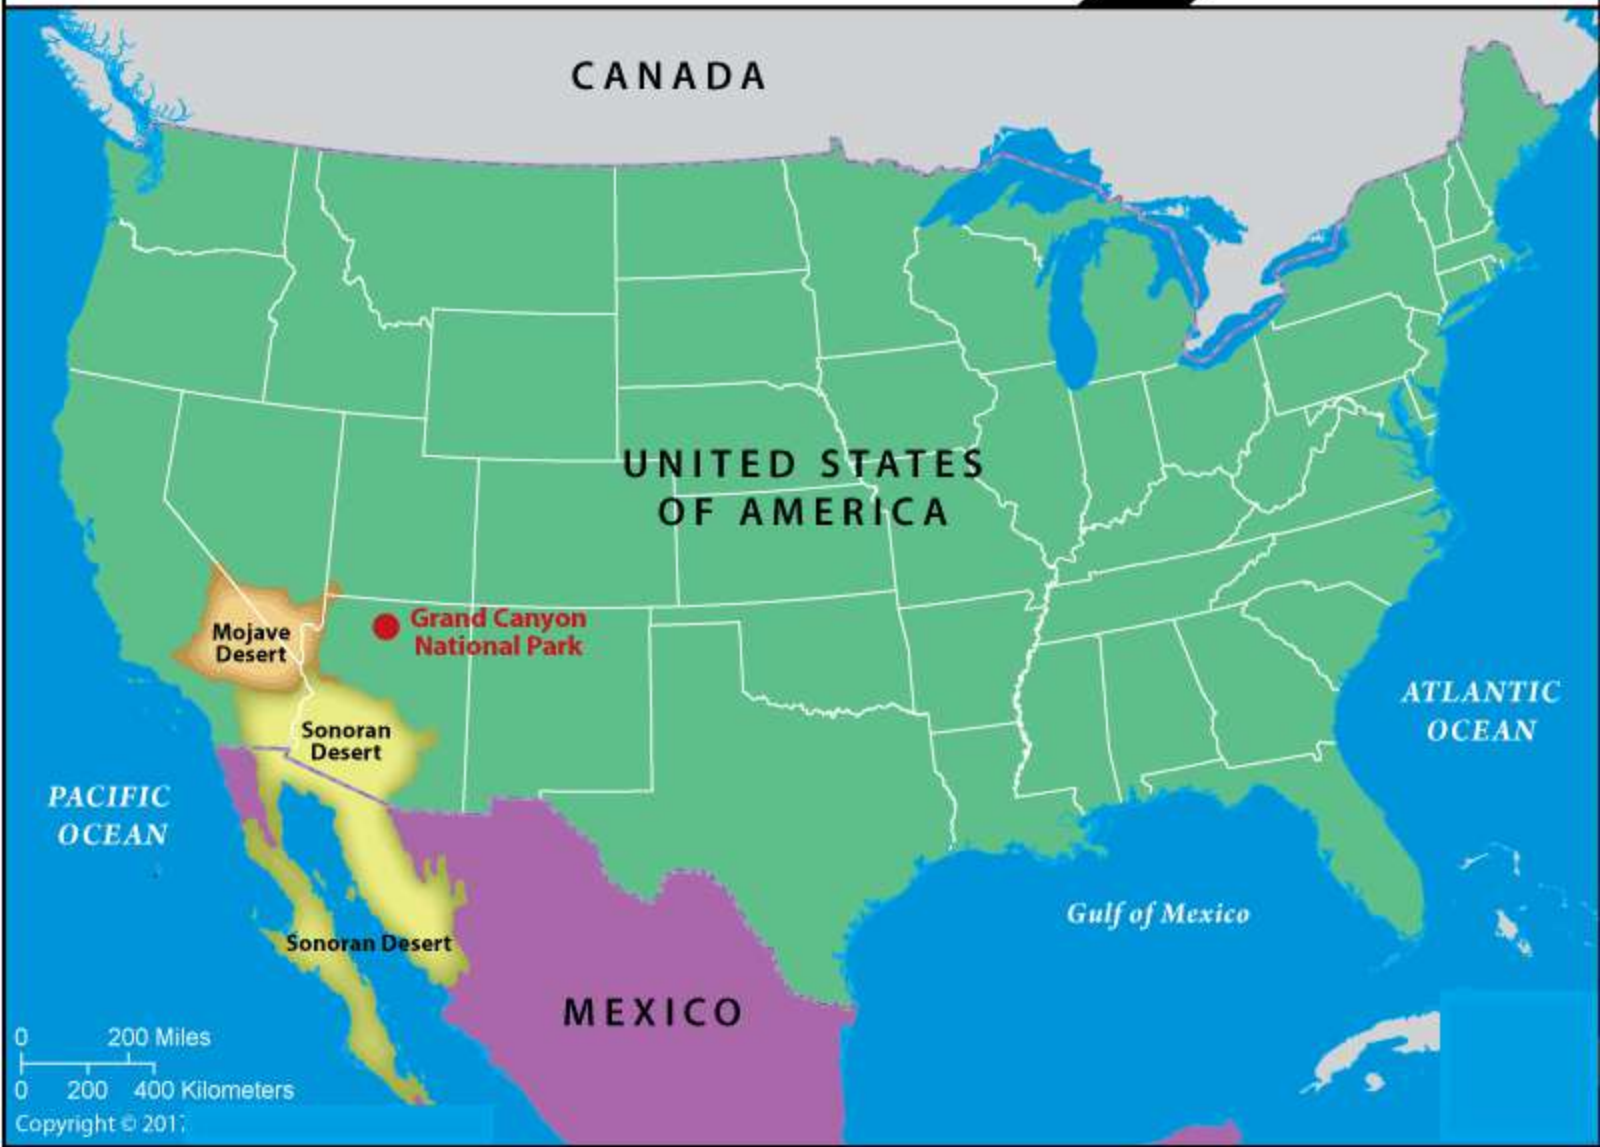 CANADA
UNITED STATES
OF AMERICA
Grand Canyon
National Park
Mojave
Desert
Sonoran
Desert
ATLANTIC
OCEAN
PACIFIC
OCEAN
Gulf of Mexico
Sonoran Desert
MEXICO
0 200 Miles
0 200 400 Kilometers
Copyright © 201